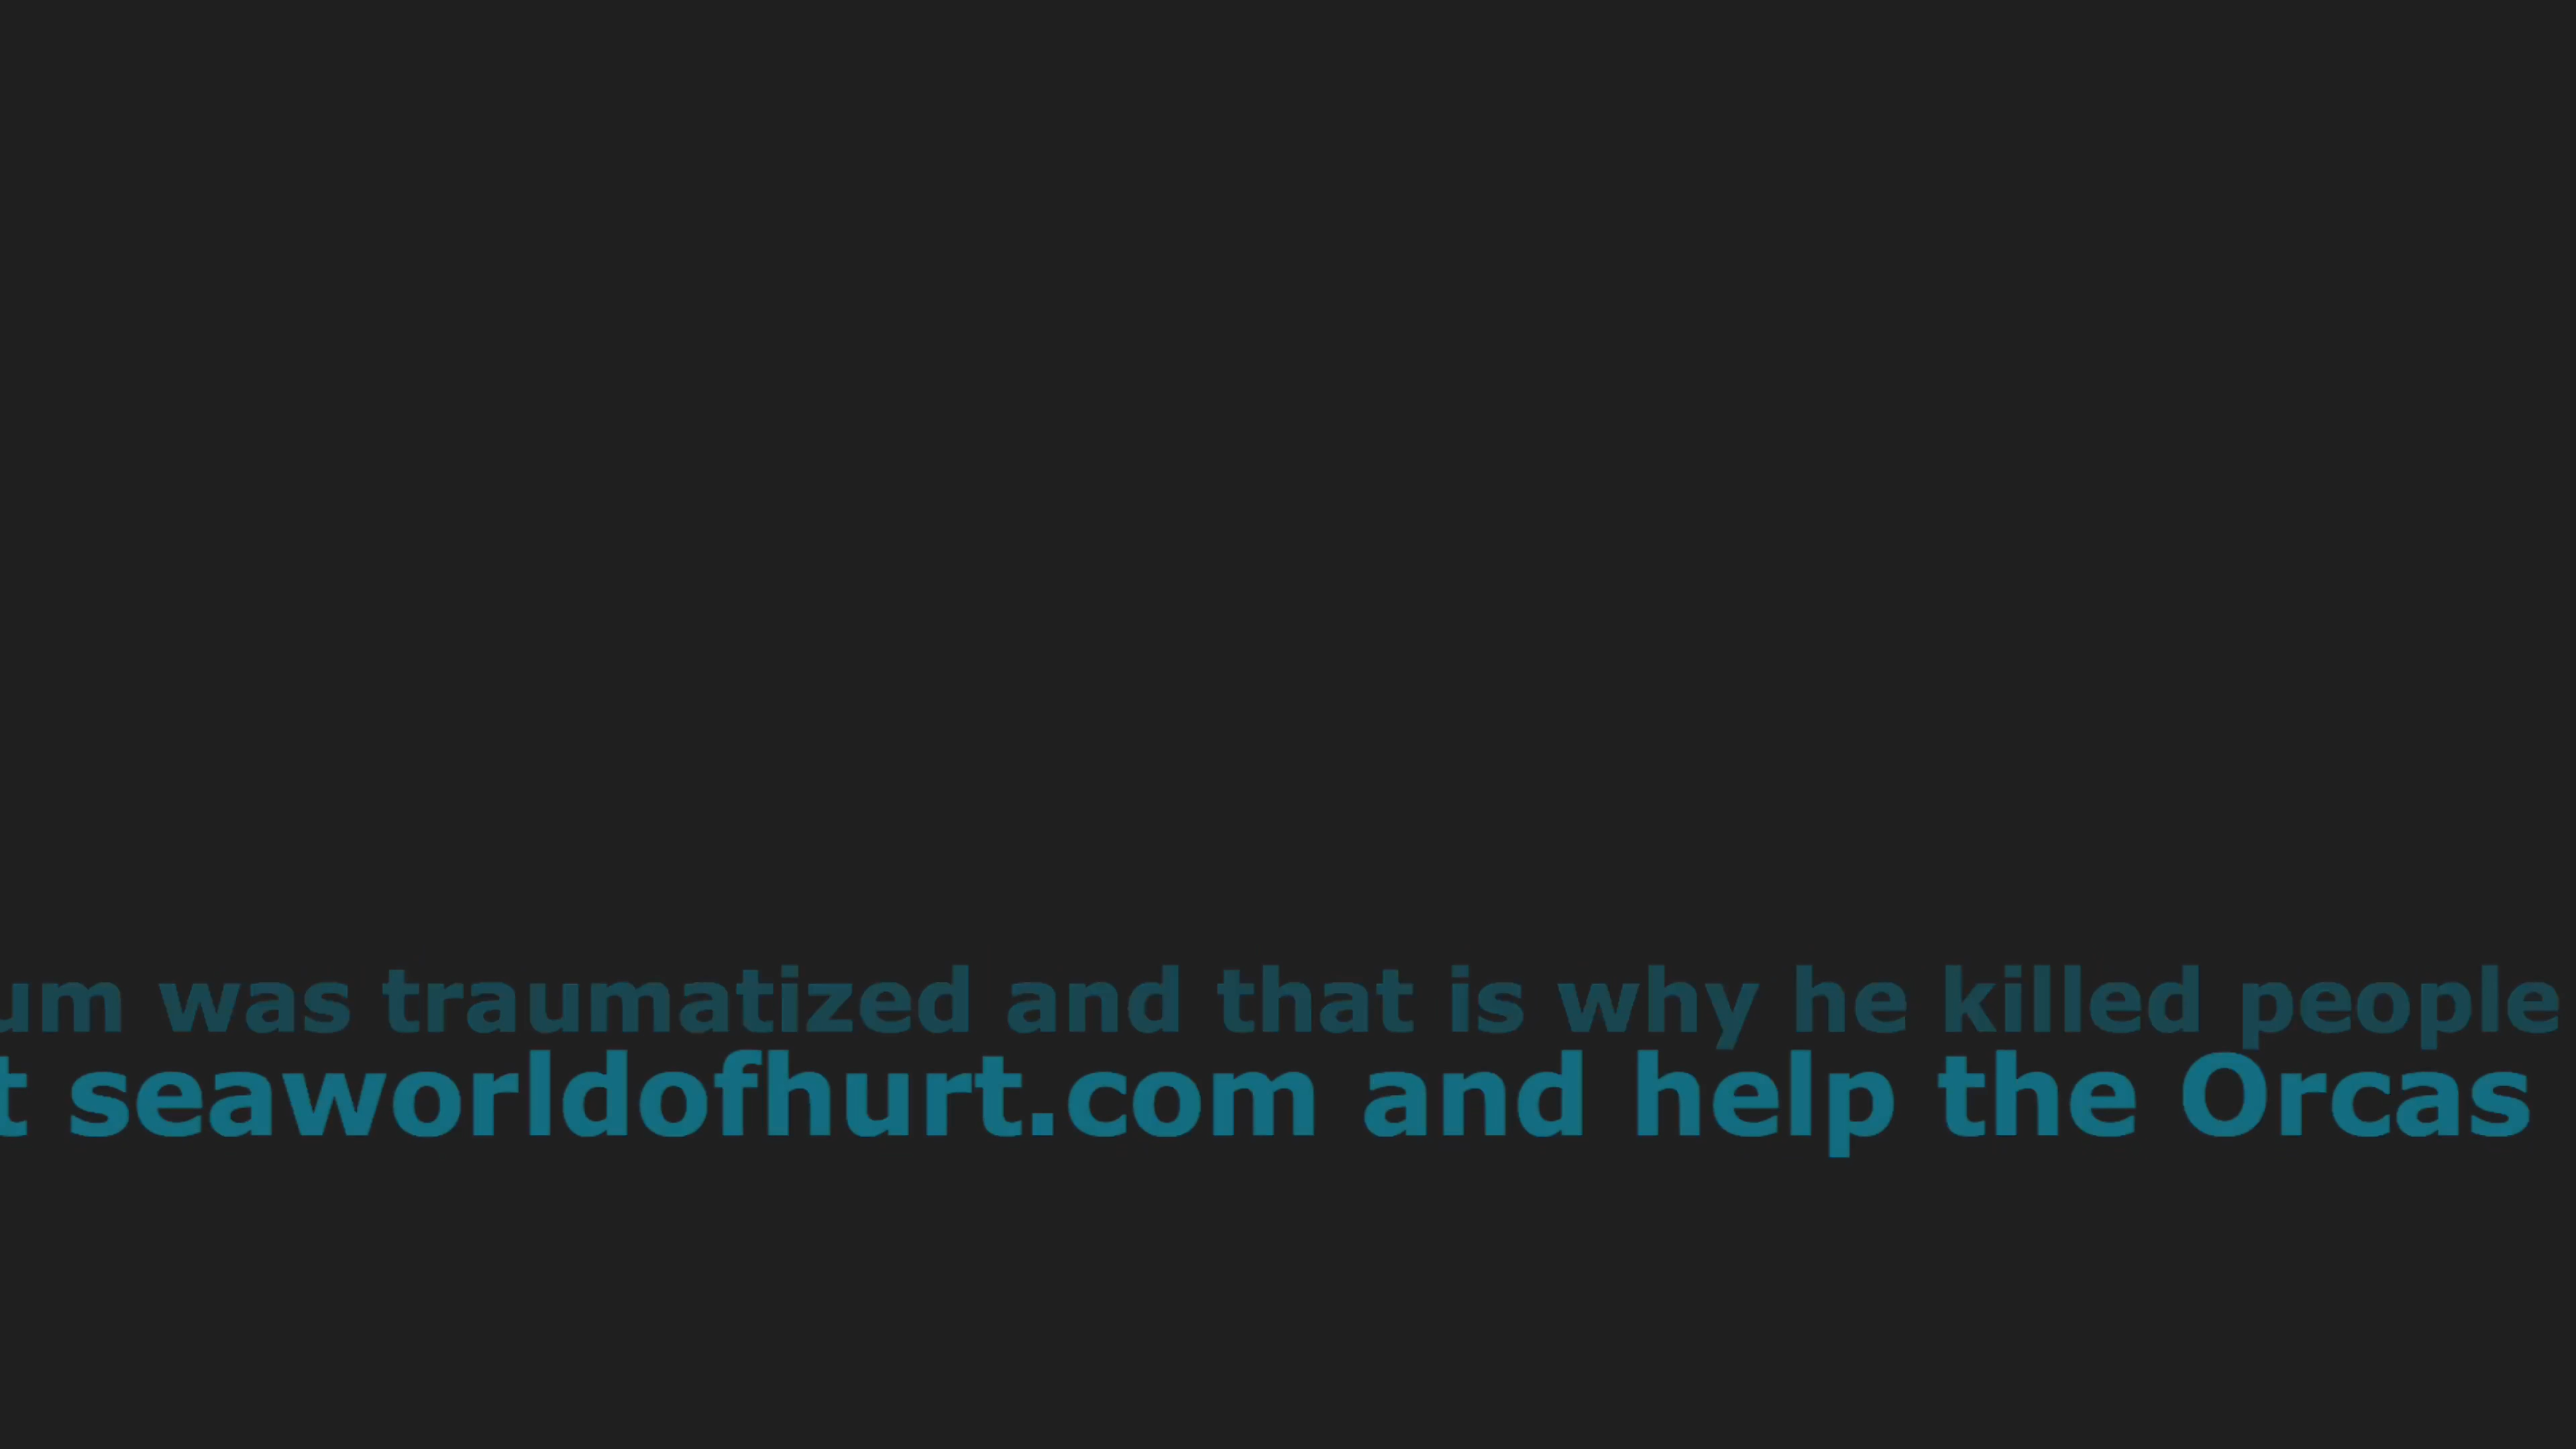 um was traumatized and that is why he killed people
t seaworldofhurt.com and help the Orcas